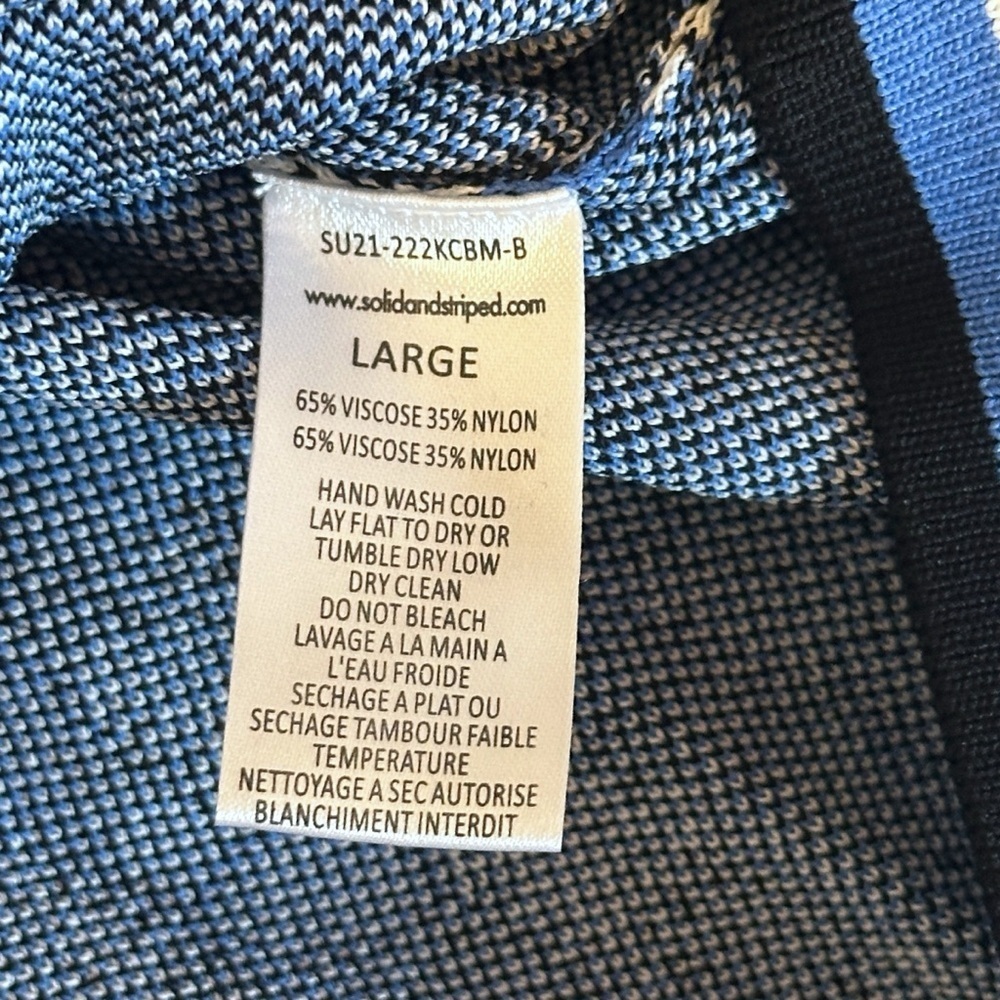 SU21-222KCBM-B
www.solidandstriped.com
LARGE
65% VISCOSE 35% NYLON
65% VISCOSE 35% NYLON
HAND WASH COLD
LAY FLAT TO DRY OR
TUMBLE DRY LOW
DRY CLEAN
DO NOT BLEACH
LAVAGE A LA MAIN A
L'EAU FROIDE
SECHAGE A PLAT OU
SECHAGE TAMBOUR FAIBLE
TEMPERATURE
NETTOYAGE A SEC AUTORISE
BLANCHIMENT INTERDIT